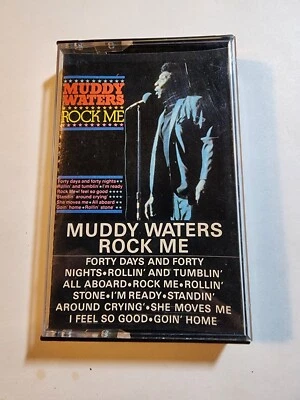 MUDDY
WATERS
ROCK ME
Forty days and forty nights
Rollin' and tumblin'•I'm ready
Rock Me•I feel so good
Standin' around crying'
She moves me•All aboard
Goin' home•Rollin' stone
MUDDY WATERS
ROCK ME
FORTY DAYS AND FORTY
NIGHTS•ROLLIN' AND TUMBLIN'
ALL ABOARD•ROCK ME•ROLLIN'
STONE•I'M READY•STANDIN'
AROUND CRYING'•SHE MOVES ME
I FEEL SO GOOD•GOIN' HOME